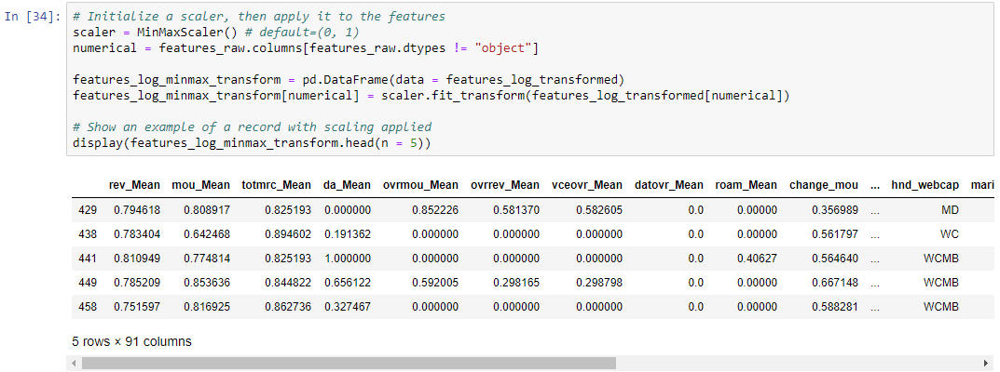 In [34]: # Initialize a scaler, then apply it to the features
scaler = MinMaxScaler() # default=(0, 1)
numerical = features_raw.columns[features_raw.dtypes != "object"]
features_log_minmax_transform = pd.DataFrame(data = features_log_transformed)
features_log_minmax_transform[numerical] = scaler.fit_transform(features_log_transformed[numerical])
# Show an example of a record with scaling applied
display(features_log_minmax_transform.head(n = 5))
rev_Mean mou_Mean totmrc_Mean da_Mean ovrmou_Mean ovrrev_Mean vceovr_Mean datovr_Mean roam_Mean change_mou ... hnd_webcap mari
429 0.794618 0.808917 0.825193 0.000000 0.852226 0.581370 0.582605 0.0 0.00000 0.356989 ... MD
438 0.783404 0.642468 0.894602 0.191362 0.000000 0.000000 0.000000 0.0 0.00000 0.561797 ... WC
441 0.810949 0.774814 0.825193 1.000000 0.000000 0.000000 0.000000 0.0 0.40627 0.564640 ... WCMB
449 0.785209 0.853636 0.844822 0.656122 0.592005 0.298165 0.298798 0.0 0.00000 0.667148 ... WCMB
458 0.751597 0.816925 0.862736 0.327467 0.000000 0.000000 0.000000 0.0 0.00000 0.588281 ... WCMB
5 rows × 91 columns